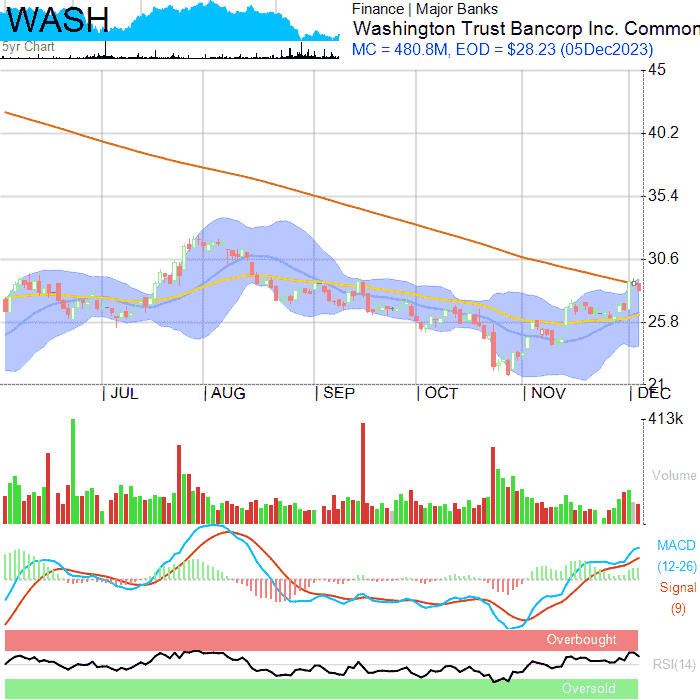 WASH
5yr Chart
Finance | Major Banks
Washington Trust Bancorp Inc. Common
MC = 480.8M, EOD = $28.23 (05Dec2023)
45
40.2
35.4
30.6
25.8
21
JUL AUG SEP OCT NOV DEC
413k
Volume
MACD
(12-26)
Signal
(9)
Overbought
RSI(14)
Oversold